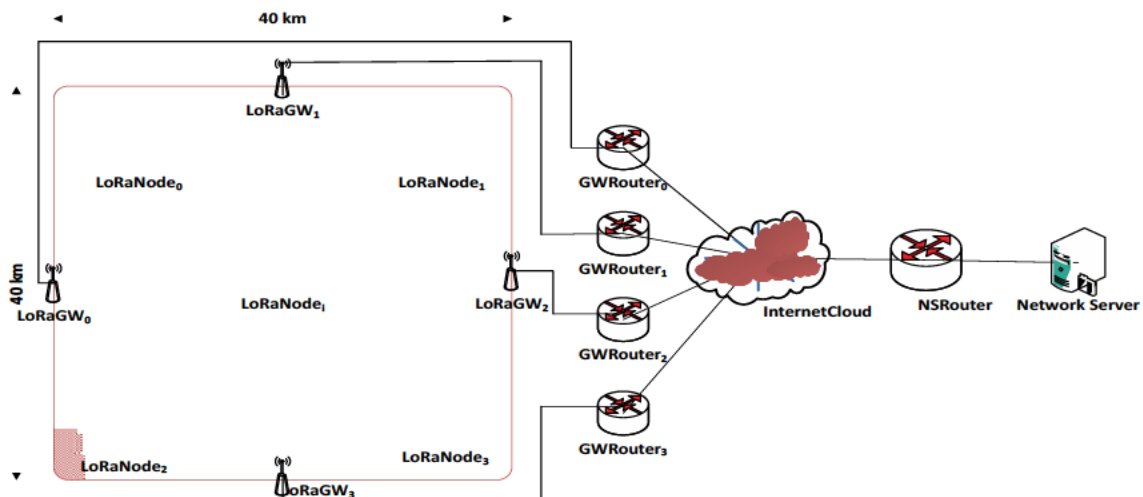 40 km
LoRaGW1
GWRouter0
LoRaNode0
LoRaNode1
GWRouter1
40 km
LoRaGW0
LoRaNodei
LoRaGW2
InternetCloud
NSRouter
Network Server
GWRouter2
GWRouter3
LoRaNode2
LoRaNode3
oRaGW3